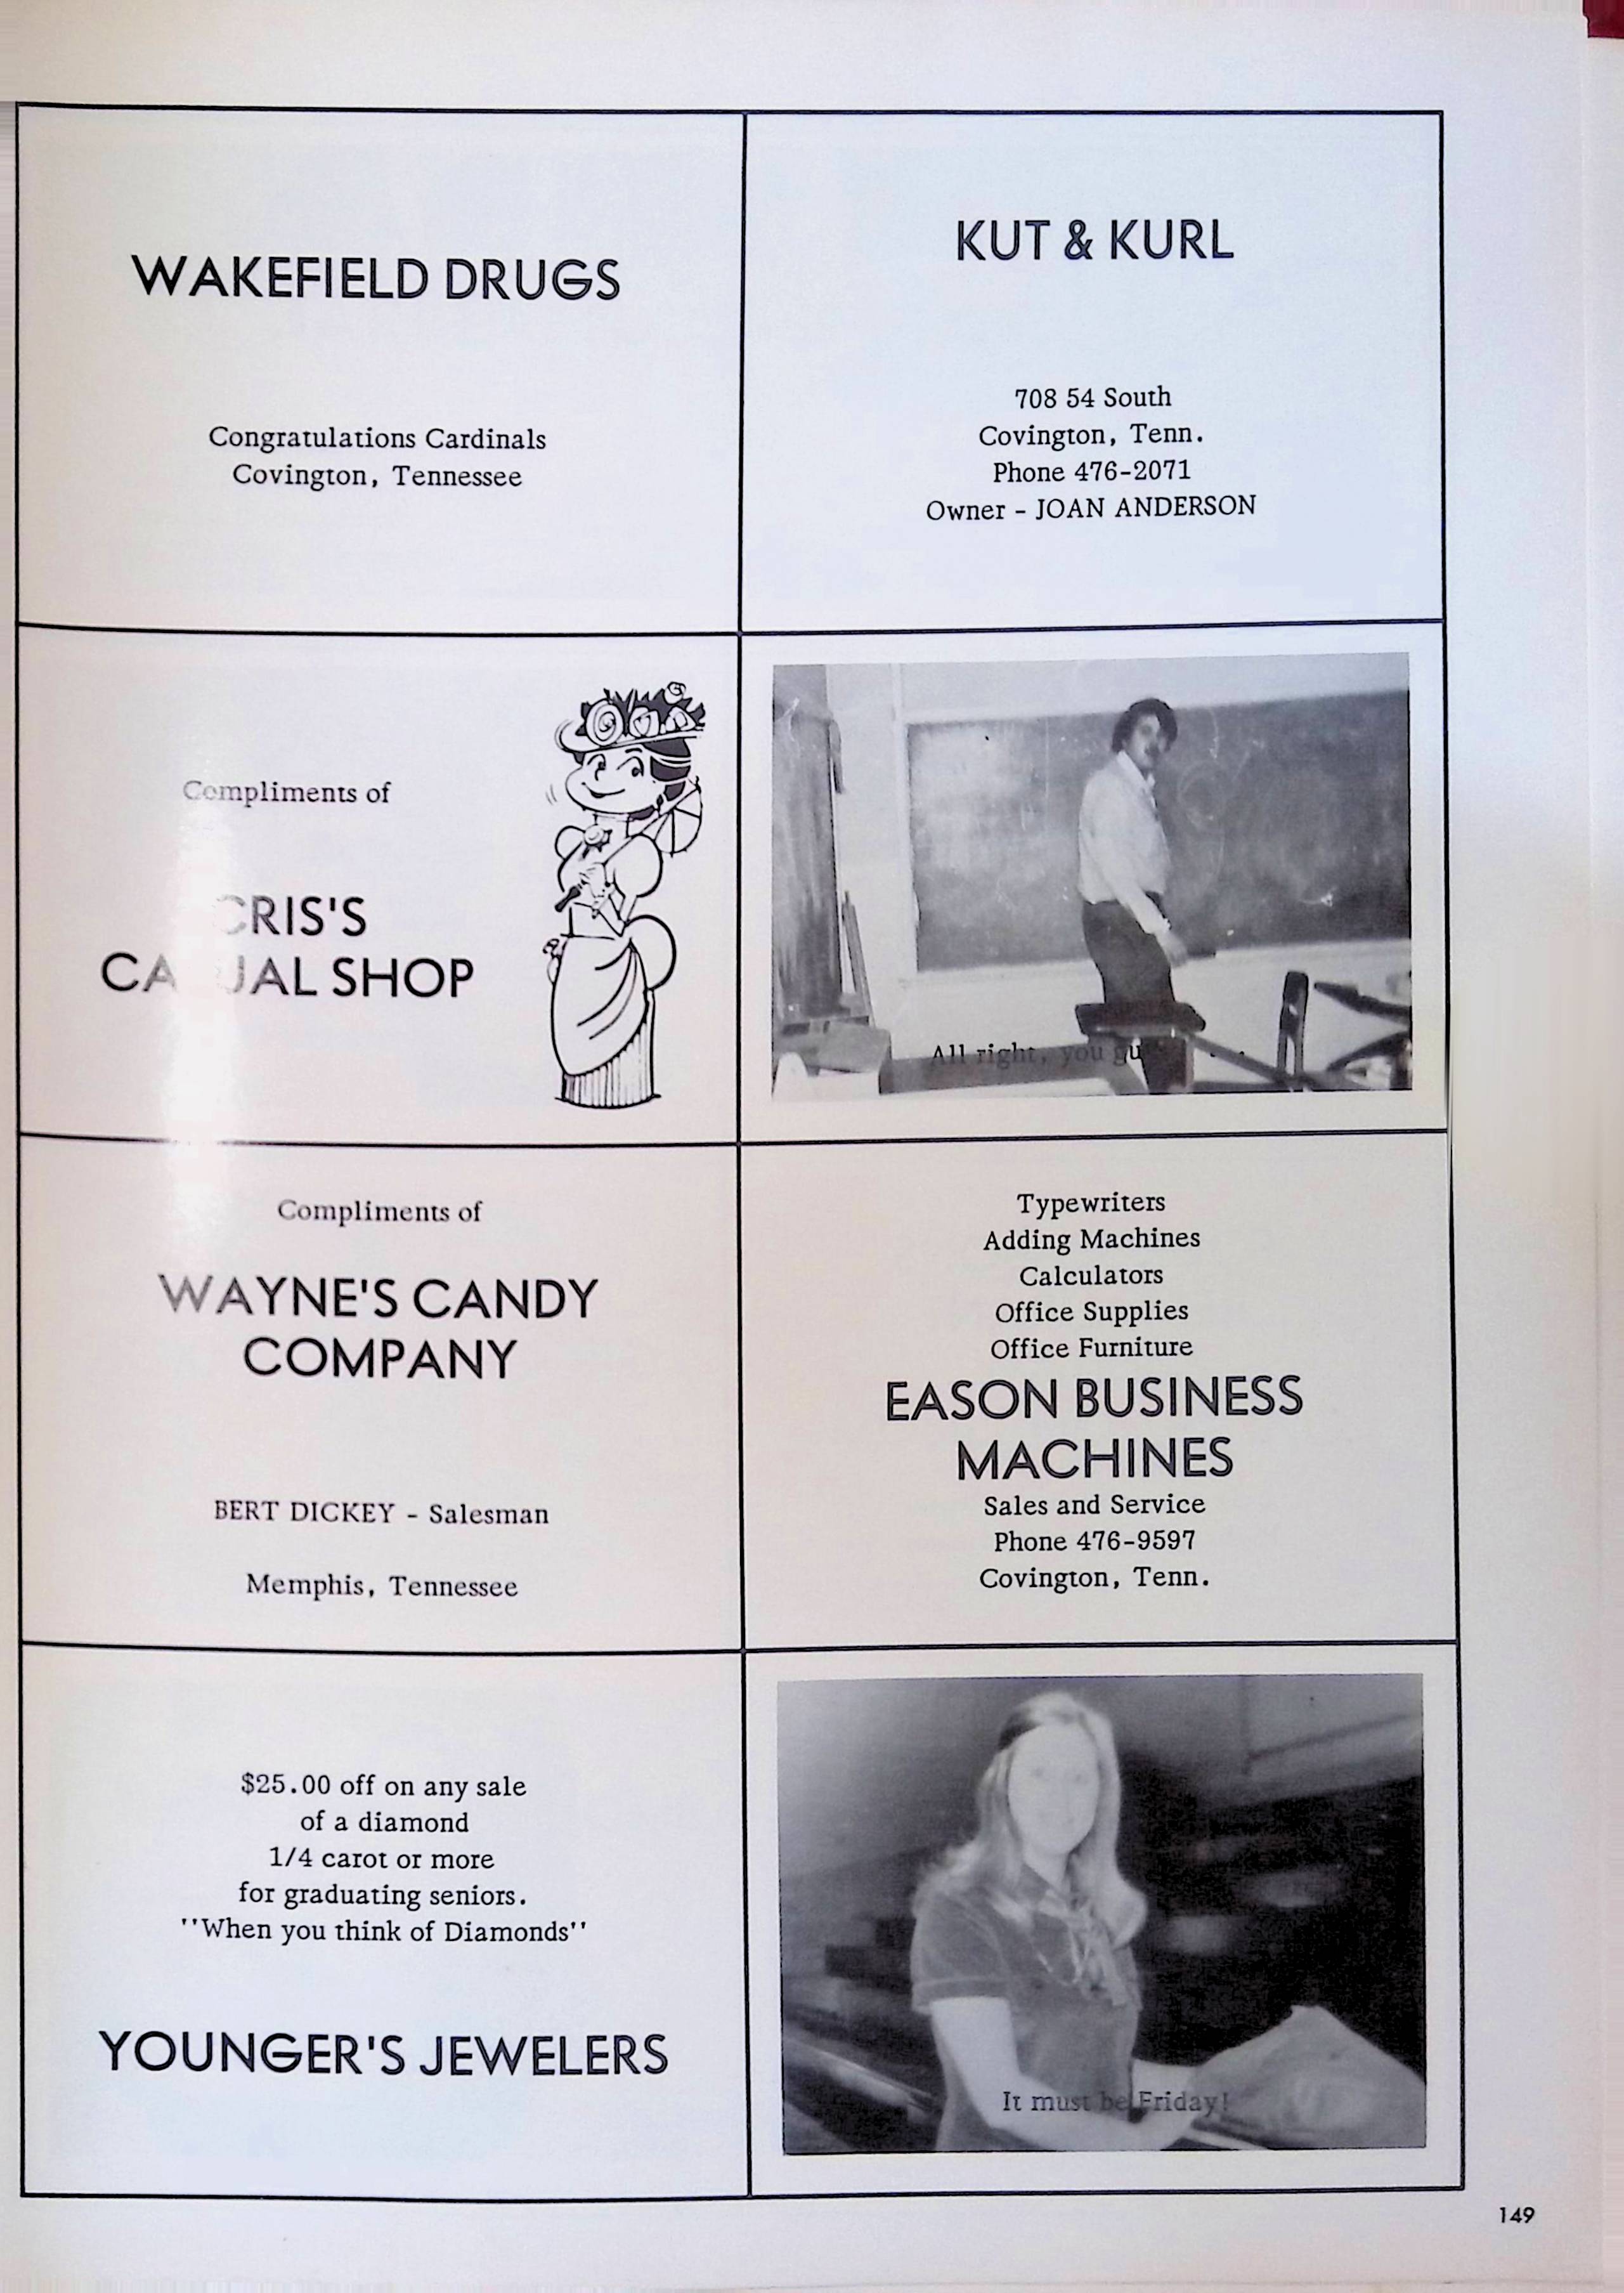 WAKEFIELD DRUGS
Congratulations Cardinals
Covington, Tennessee
KUT & KURL
708 54 South
Covington, Tenn.
Phone 476-2071
Owner - JOAN ANDERSON
Compliments of
CRIS'S
SHOP
All right, you
Compliments of
WAYNE'S CANDY
COMPANY
BERT DICKEY - Salesman
Memphis, Tennessee
Typewriters
Adding Machines
Calculators
Office Supplies
Office Furniture
EASON BUSINESS
MACHINES
Sales and Service
Phone 476-9597
Covington, Tenn.
$25.00 off on any sale
of a diamond
1/4 carot or more
for graduating seniors.
''When you think of Diamonds''
YOUNGER'S JEWELERS
It must be Friday!
149